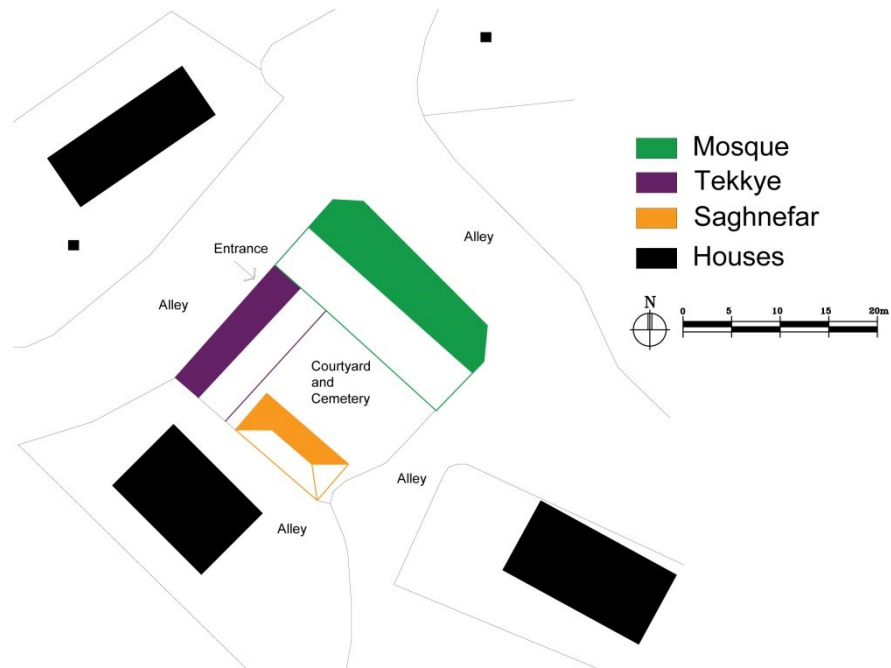 Mosque
Tekkye
Saghnefar
Houses
N
0 5 10 15 20m
Alley
Entrance
Alley
Courtyard
and
Cemetery
Alley
Alley